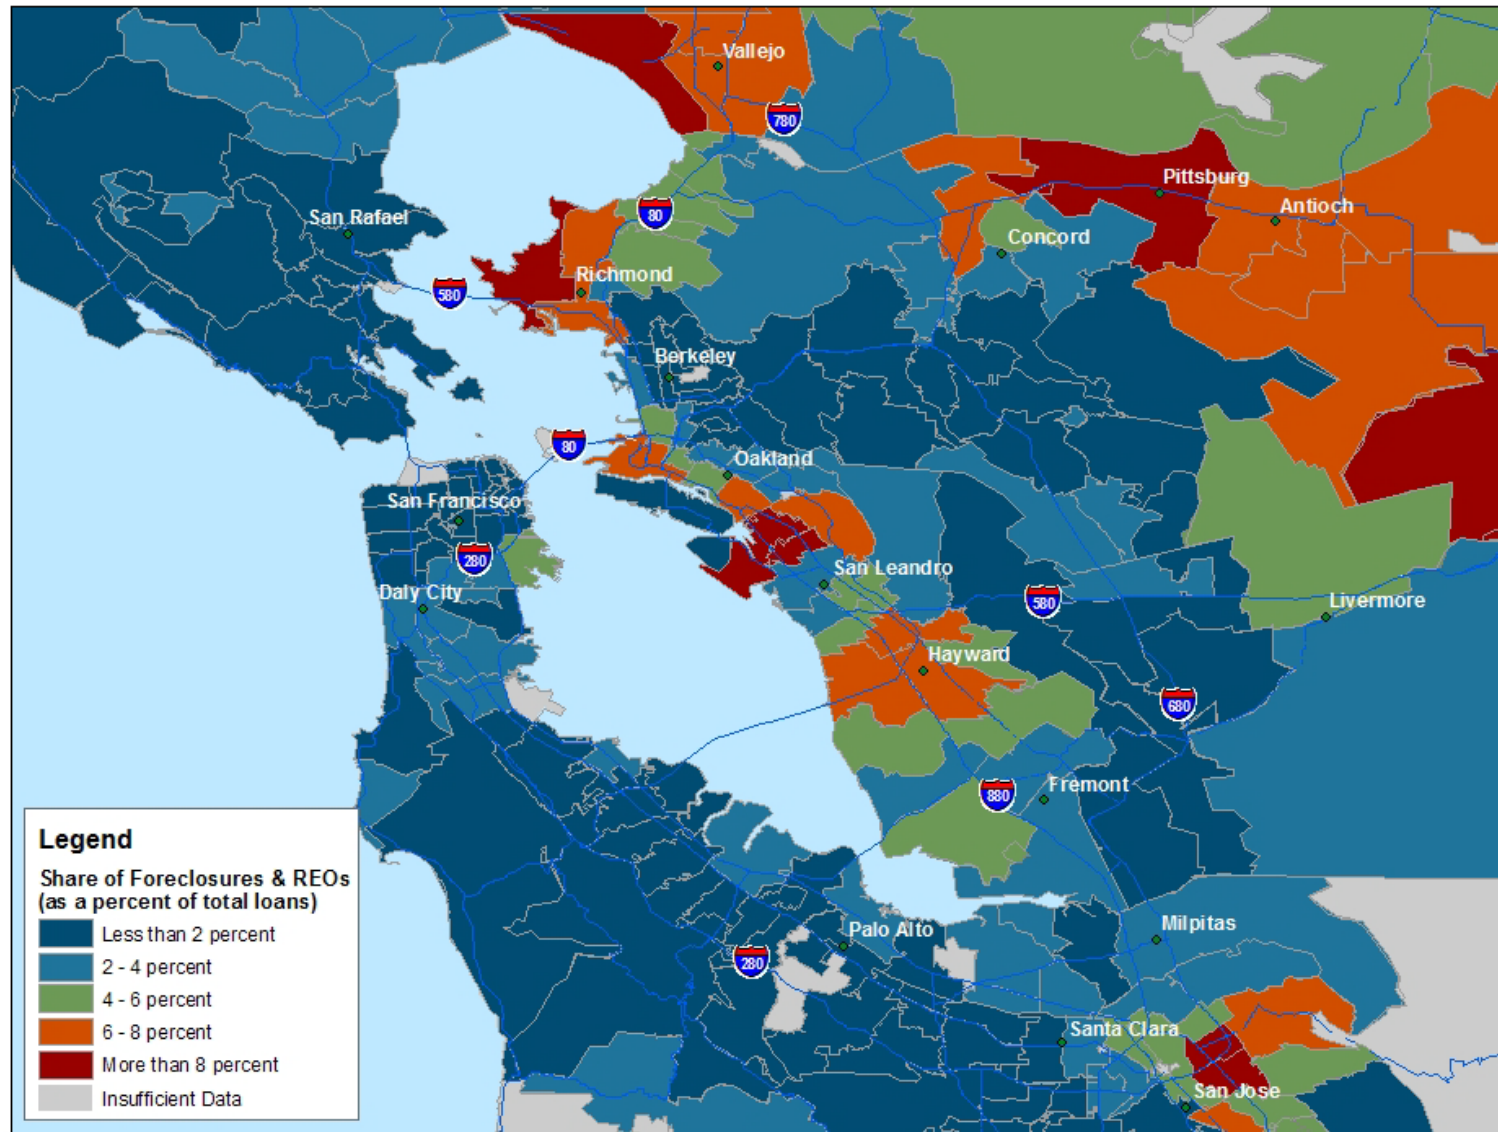 Vallejo
780
Pittsburg
Antioch
80
San Rafael
Concord
Richmond
580
Berkeley
80
Oakland
San Francisco
280
San Leandro
Daly City
580
Livermore
Hayward
680
Fremont
880
Palo Alto
Milpitas
280
Santa Clara
San Jose
Legend
Share of Foreclosures & REOs
(as a percent of total loans)
Less than 2 percent
2 - 4 percent
4 - 6 percent
6 - 8 percent
More than 8 percent
Insufficient Data